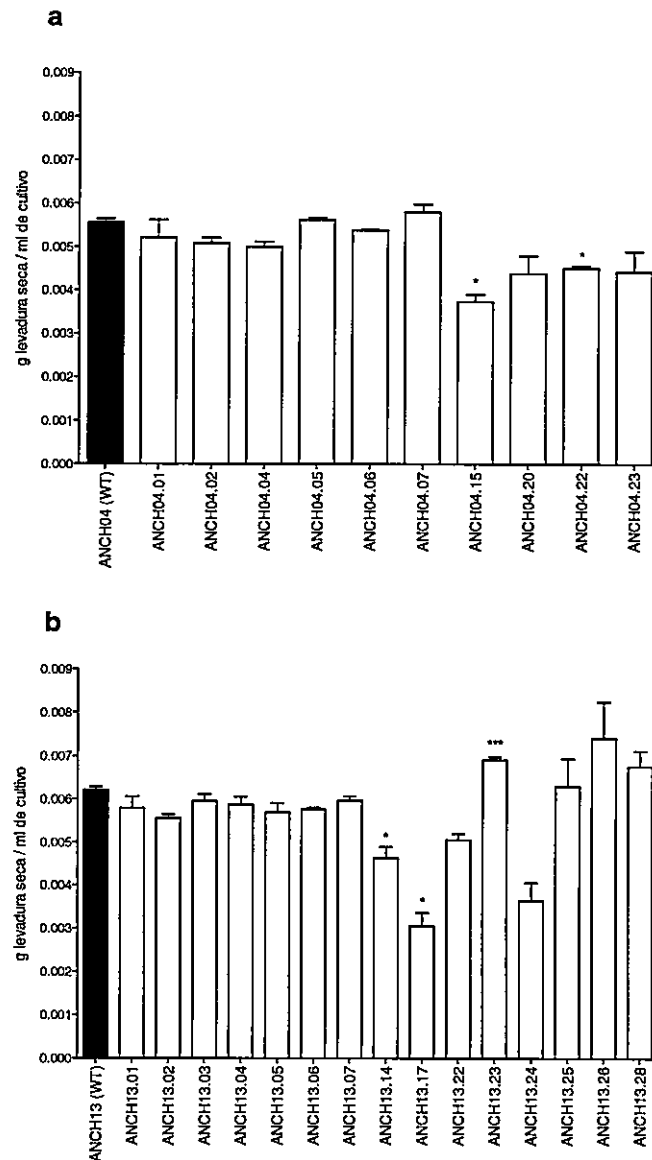 a
g levadura seca / ml de cultivo
0.009
0.008
0.007
0.006
0.005
0.004
0.003
0.002
0.001
0.000
*
*
ANCH04 (WT)
ANCH04.01
ANCH04.02
ANCH04.04
ANCH04.05
ANCH04.06
ANCH04.07
ANCH04.15
ANCH04.20
ANCH04.22
ANCH04.23
b
g levadura seca / ml de cultivo
0.009
0.008
0.007
0.006
0.005
0.004
0.003
0.002
0.001
0.000
*
*
***
ANCH13 (WT)
ANCH13.01
ANCH13.02
ANCH13.03
ANCH13.04
ANCH13.05
ANCH13.06
ANCH13.07
ANCH13.14
ANCH13.17
ANCH13.22
ANCH13.23
ANCH13.24
ANCH13.25
ANCH13.26
ANCH13.28